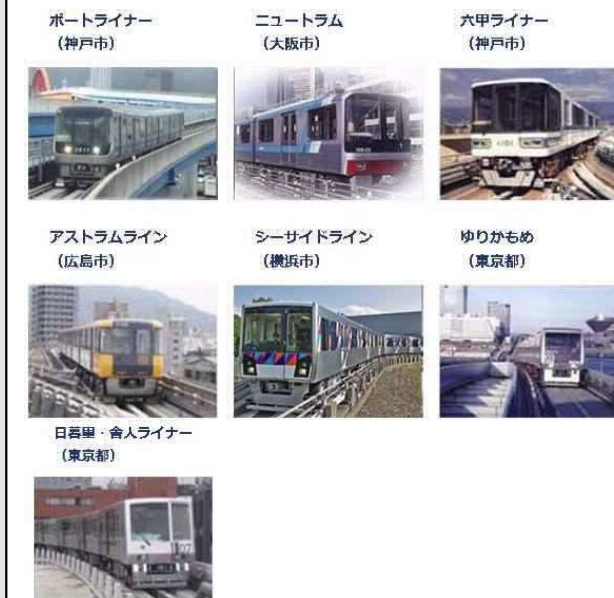 ポートライナー
(神戸市)
ニュートラム
(大阪市)
六甲ライナー
(神戸市)
アストラムライン
(広島市)
シーサイドライン
(横浜市)
ゆりかもめ
(東京都)
日暮里・舎人ライナー
(東京都)